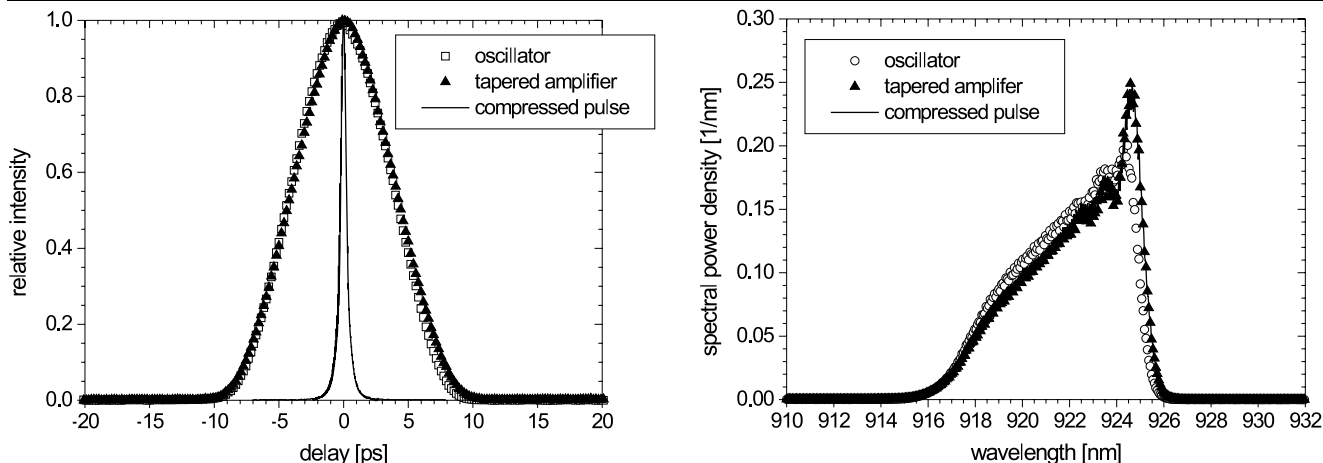 1.0
0.8
0.6
0.4
0.2
0.0
relative intensity
oscillator
tapered amplifier
compressed pulse
-20 -15 -10 -5 0 5 10 15 20
delay [ps]
0.30
0.25
0.20
0.15
0.10
0.05
0.00
spectral power density [1/nm]
oscillator
tapered amplifer
compressed pulse
910 912 914 916 918 920 922 924 926 928 930 932
wavelength [nm]